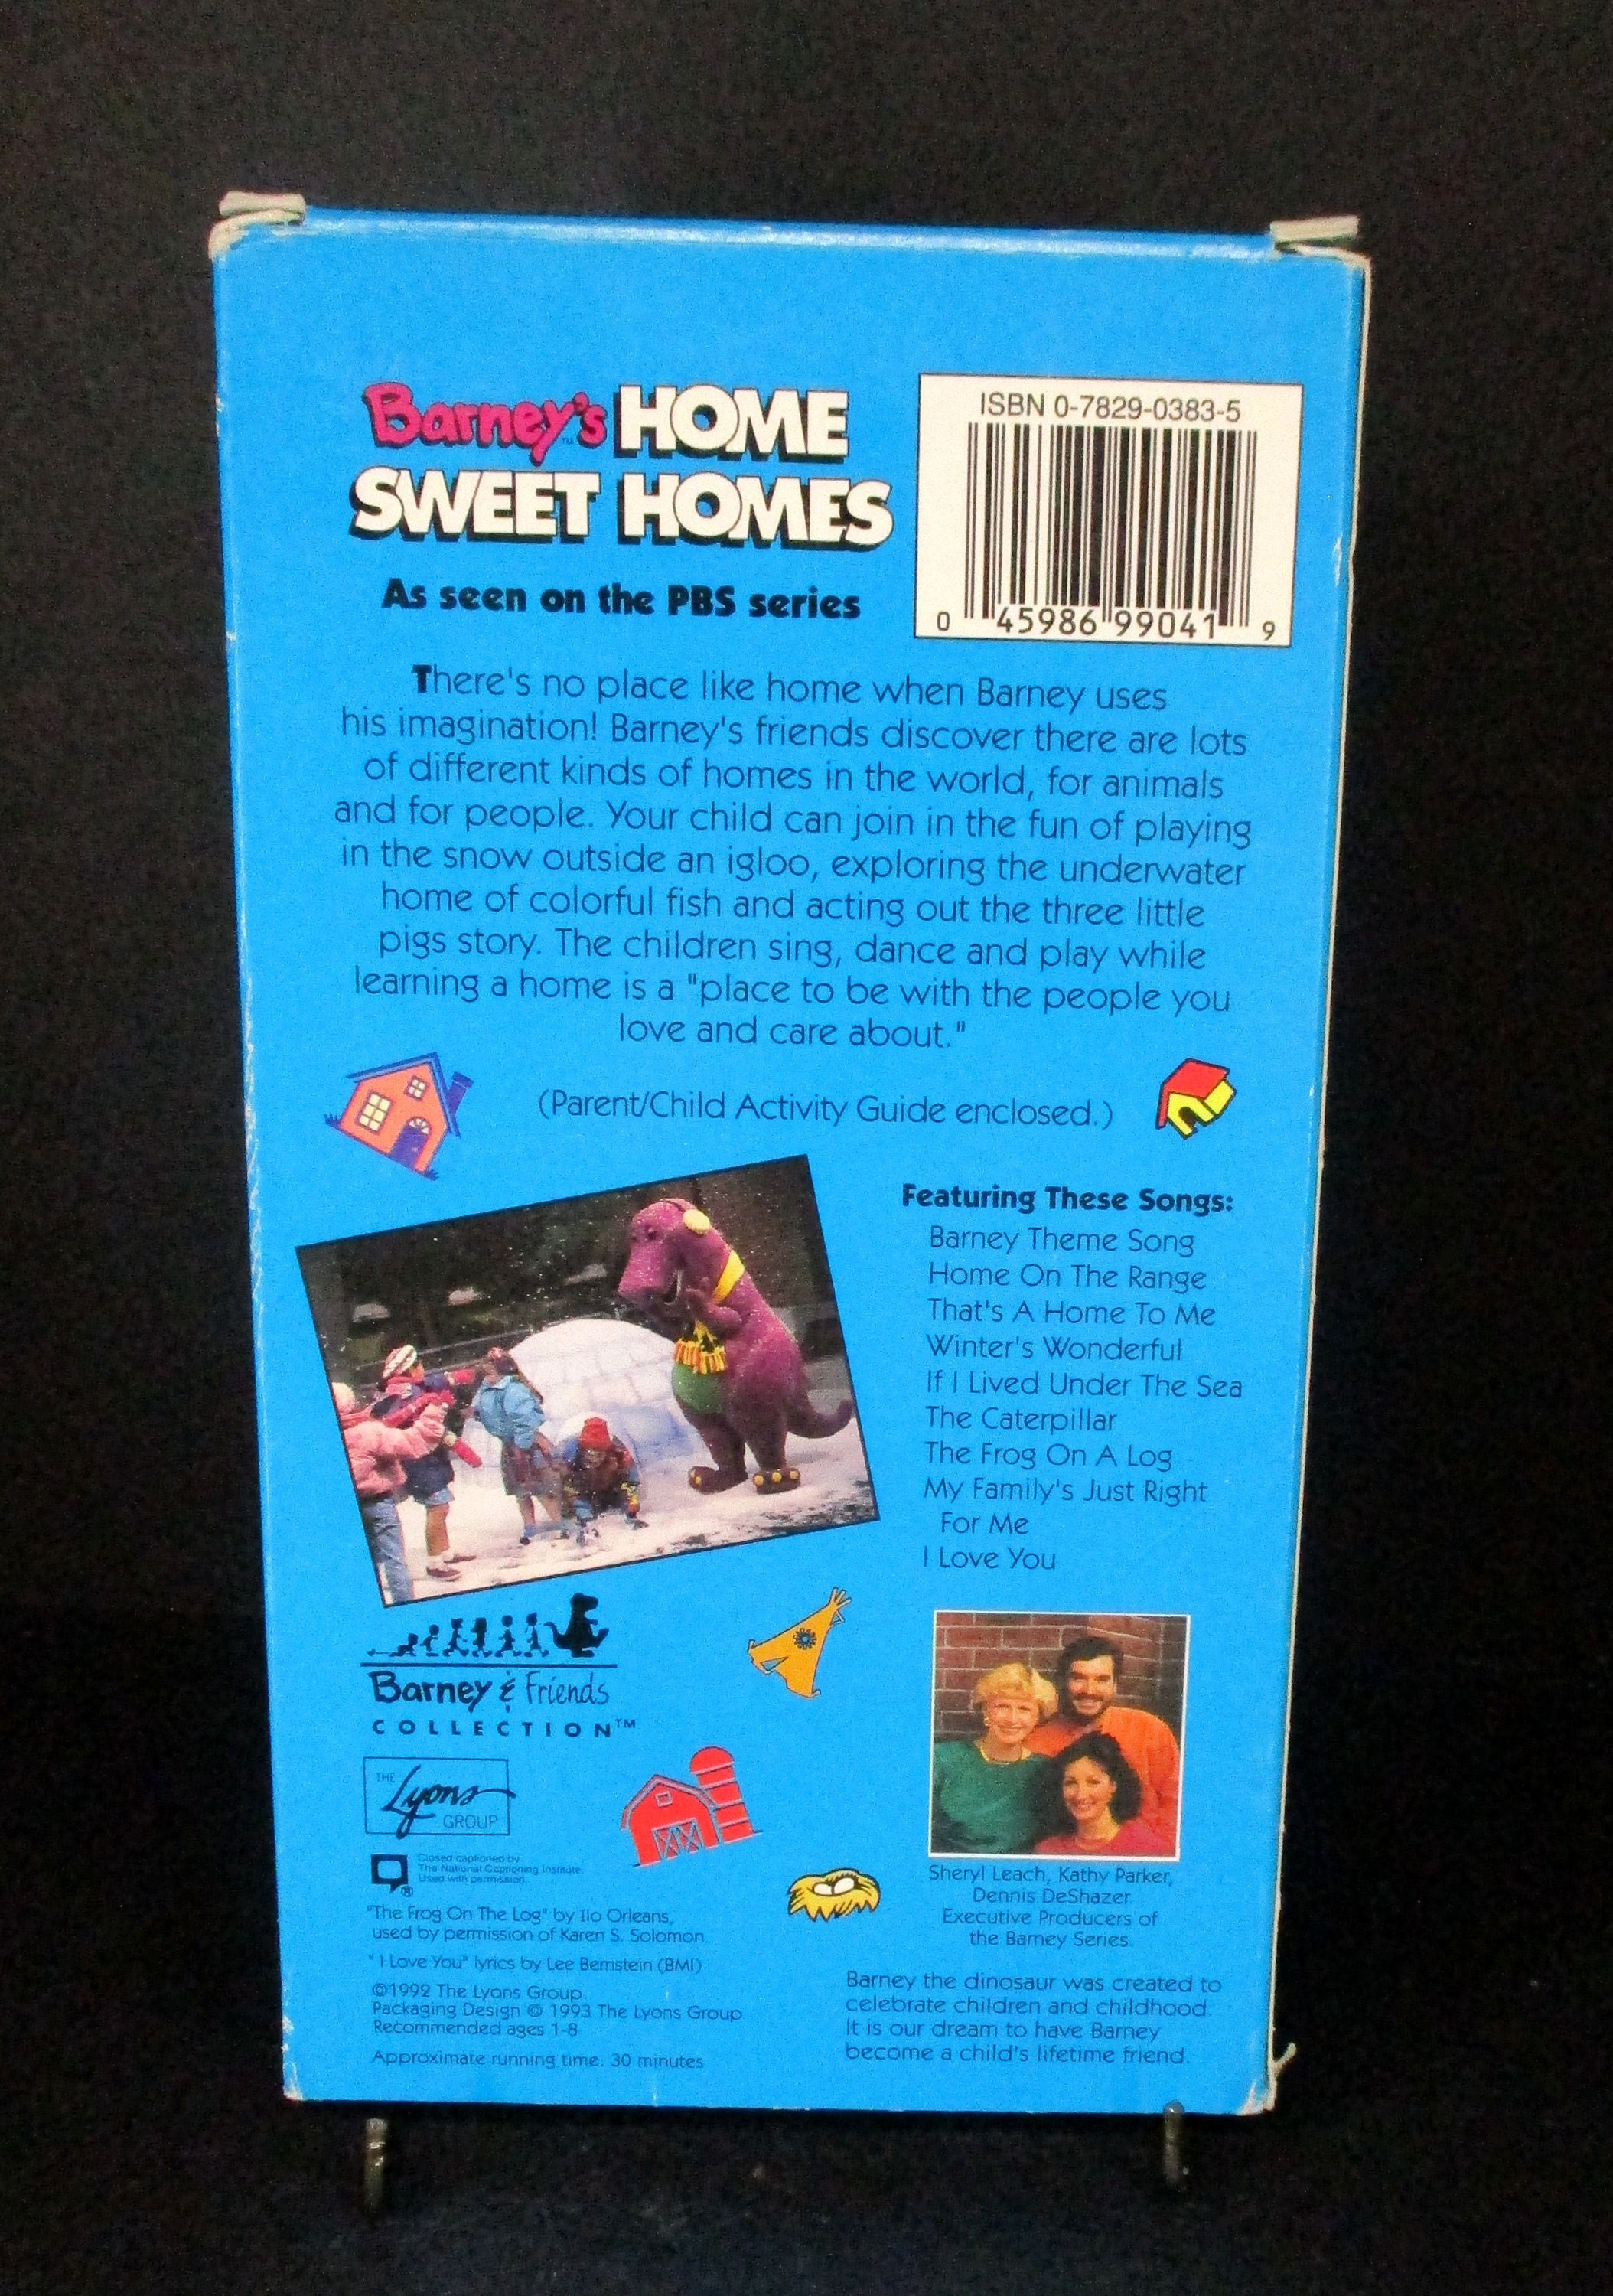 Barney's HOME
SWEET HOMES
As seen on the PBS series
ISBN 0-7829-0383-5
0 45986 99041 9
There's no place like home when Barney uses
his imagination! Barney's friends discover there are lots
of different kinds of homes in the world, for animals
and for people. Your child can join in the fun of playing
in the snow outside an igloo, exploring the underwater
home of colorful fish and acting out the three little
pigs story. The children sing, dance and play while
learning a home is a "place to be with the people you
love and care about."
(Parent/Child Activity Guide enclosed.)
Featuring These Songs:
Barney Theme Song
Home On The Range
That's A Home To Me
Winter's Wonderful
If I Lived Under The Sea
The Caterpillar
The Frog On A Log
My Family's Just Right
For Me
I Love You
Barney & Friends
COLLECTION™
THE
Lyons
GROUP
Closed captioned by
The National Captioning Institute.
Used with permission.
"The Frog On The Log" by Ilo Orleans,
used by permission of Karen S. Solomon.
"I Love You" lyrics by Lee Bernstein (BMI)
©1992 The Lyons Group.
Packaging Design © 1993 The Lyons Group
Recommended ages 1-8
Approximate running time: 30 minutes
Sheryl Leach, Kathy Parker,
Dennis DeShazer.
Executive Producers of
the Barney Series.
Barney the dinosaur was created to
celebrate children and childhood.
It is our dream to have Barney
become a child's lifetime friend.